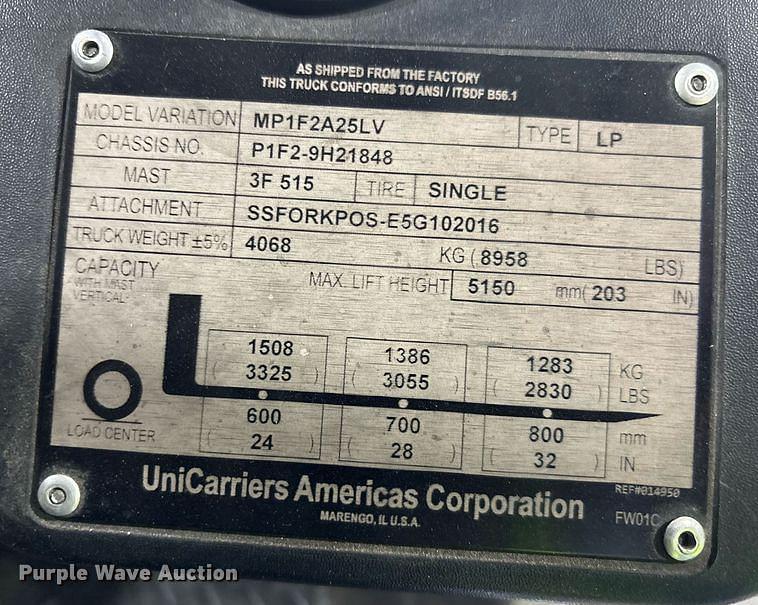 AS SHIPPED FROM THE FACTORY
THIS TRUCK CONFORMS TO ANSI / ITSDF B56.1
MODEL VARIATION MP1F2A25LV TYPE LP
CHASSIS NO. P1F2-9H21848
MAST 3F 515 TIRE SINGLE
ATTACHMENT SSFORKPOS-E5G102016
TRUCK WEIGHT ±5% 4068 KG ( 8958 LBS)
CAPACITY MAX. LIFT HEIGHT 5150 mm( 203 IN)
WITH MAST
VERTICAL
1508 1386 1283 KG
( 3325 ) ( 3055 ) ( 2830 ) LBS
600 700 800 mm
LOAD CENTER ( 24 ) ( 28 ) ( 32 ) IN
UniCarriers Americas Corporation
MARENGO, IL U.S.A.
REF#014950
FW01C
Purple Wave Auction